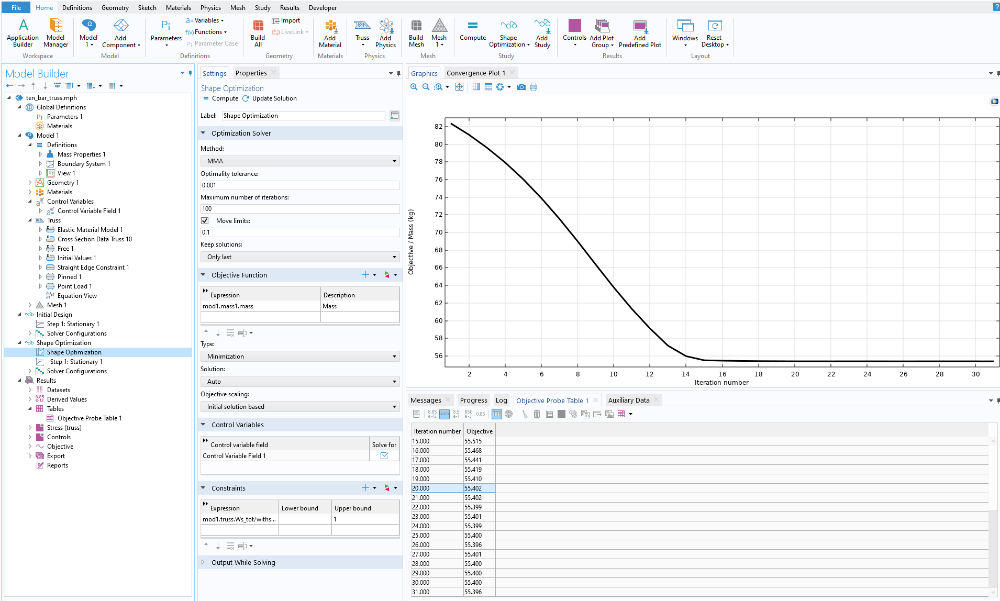 File Home Definitions Geometry Sketch Materials Physics Mesh Study Results Developer
Application Builder
Model Manager
Workspace
Model 1
Add Component
Model
Parameters
a= Variables
f(x) Functions
Pi Parameter Case
Definitions
Build All
Import
LiveLink
Geometry
Add Material
Materials
Truss
Add Physics
Physics
Build Mesh
Mesh 1
Mesh
Compute
Shape Optimization
Add Study
Study
Controls
Add Plot Group
Add Predefined Plot
Results
Windows
Reset Desktop
Layout
Model Builder
ten_bar_truss.mph
Global Definitions
Pi Parameters 1
Materials
Model 1
Definitions
Mass Properties 1
Boundary System 1
View 1
Geometry 1
Materials
Control Variables
Control Variable Field 1
Truss
Elastic Material Model 1
Cross Section Data Truss 10
Free 1
Initial Values 1
Straight Edge Constraint 1
Pinned 1
Point Load 1
Equation View
Mesh 1
Initial Design
Step 1: Stationary 1
Solver Configurations
Shape Optimization
Shape Optimization
Step 1: Stationary 1
Solver Configurations
Results
Datasets
8.85 e-12 Derived Values
Tables
Objective Probe Table 1
Stress (truss)
Controls
Objective
Export
Reports
Settings Properties
Shape Optimization
= Compute Update Solution
Label: Shape Optimization
Optimization Solver
Method:
MMA
Optimality tolerance:
0.001
Maximum number of iterations:
100
Move limits:
0.1
Keep solutions:
Only last
Objective Function
Expression Description
mod1.mass1.mass Mass
Type:
Minimization
Solution:
Auto
Objective scaling:
Initial solution based
Control Variables
Control variable field Solve for
Control Variable Field 1
Constraints
Expression Lower bound Upper bound
mod1.truss.Ws_tot/withs... 1
Output While Solving
Graphics Convergence Plot 1
82
80
78
76
74
72
70
68
66
64
62
60
58
56
Objective / Mass (kg)
2 4 6 8 10 12 14 16 18 20 22 24 26 28 30
Iteration number
Messages Progress Log Objective Probe Table 1 Auxiliary Data
8.85 e-12 AUTO 8.5 e-1 850 e-3 0.85
Iteration number Objective
15.000 55.515
16.000 55.468
17.000 55.441
18.000 55.419
19.000 55.410
20.000 55.402
21.000 55.402
22.000 55.399
23.000 55.401
24.000 55.399
25.000 55.400
26.000 55.396
27.000 55.401
28.000 55.400
29.000 55.400
30.000 55.400
31.000 55.396